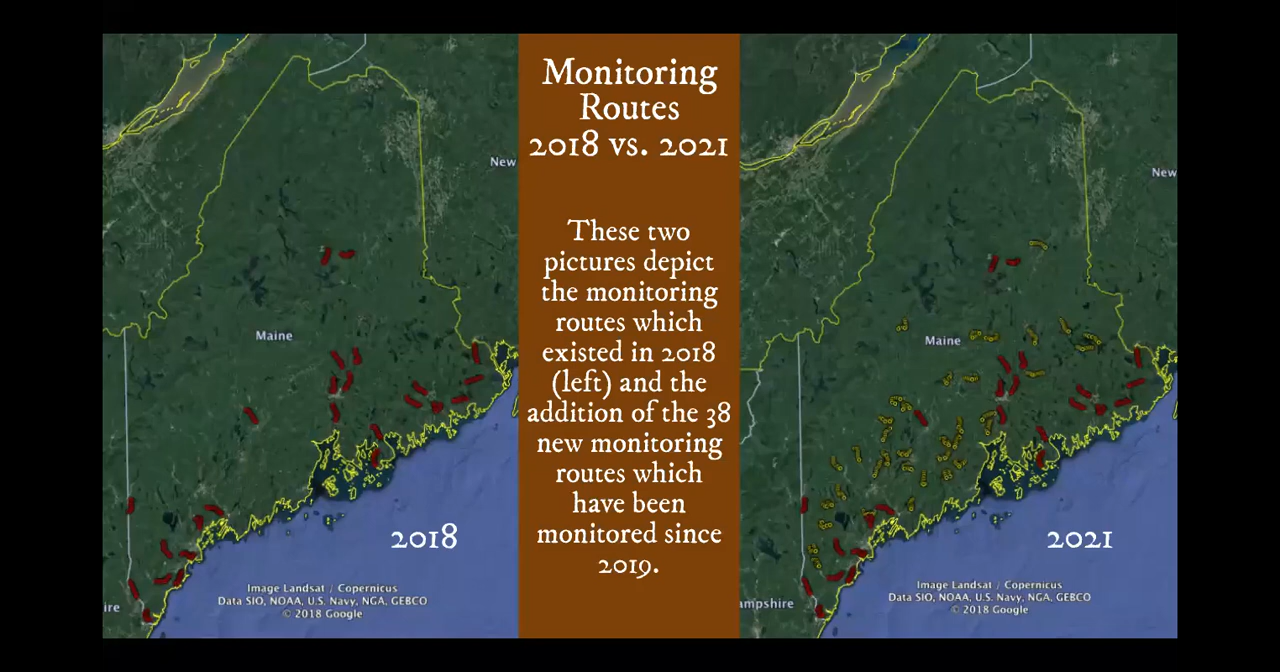 Monitoring
Routes
2018 vs. 2021
These two
pictures depict
the monitoring
routes which
existed in 2018
(left) and the
addition of the 38
new monitoring
routes which
have been
monitored since
2019.
New
Maine
2018
Image Landsat / Copernicus
Data SIO, NOAA, U.S. Navy, NGA, GEBCO
© 2018 Google
ire
New
Maine
2021
Image Landsat / Copernicus
Data SIO, NOAA, U.S. Navy, NGA, GEBCO
© 2018 Google
ampshire